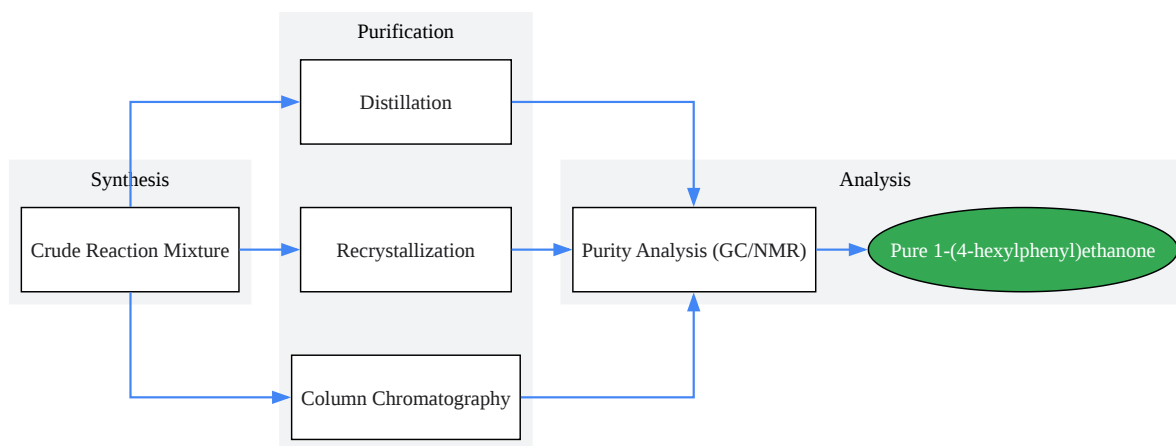 Purification
Distillation
Synthesis
Crude Reaction Mixture
Recrystallization
Column Chromatography
Analysis
Purity Analysis (GC/NMR)
Pure 1-(4-hexylphenyl)ethanone